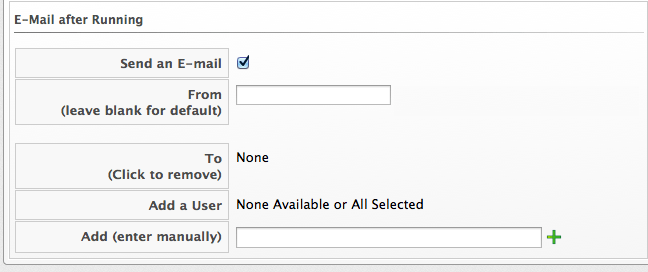 E-Mail after Running
Send an E-mail
From
(leave blank for default)
To
(Click to remove)
None
Add a User
None Available or All Selected
Add (enter manually)